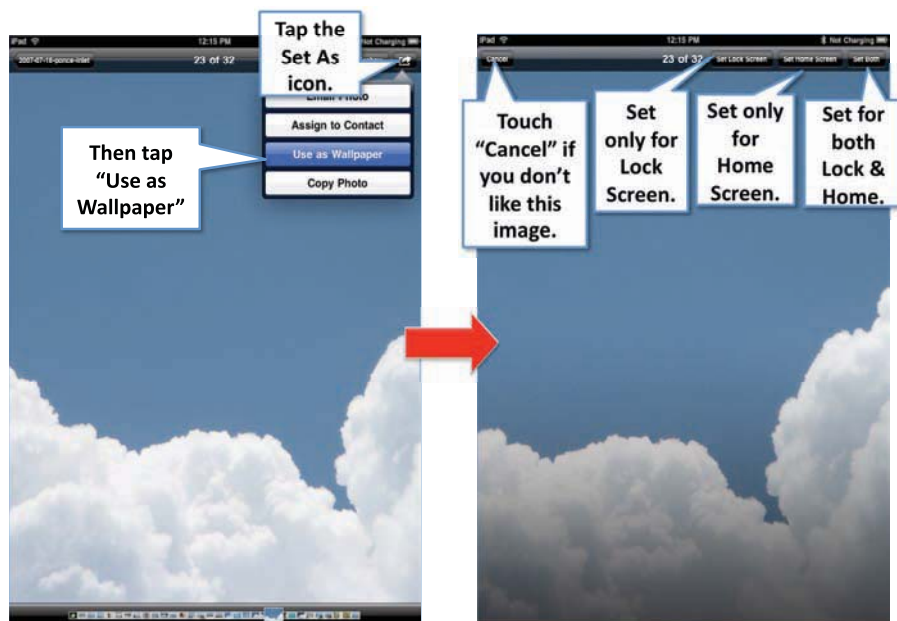 iPad
12:15 PM
Not Charging
2007-07-18-ponce-inlet
23 of 32
Tap the
Set As
icon.
Email Photo
Assign to Contact
Use as Wallpaper
Copy Photo
Then tap
“Use as
Wallpaper”
iPad
12:15 PM
Not Charging
Cancel
23 of 32
Set Lock Screen
Set Home Screen
Set Both
Touch
“Cancel” if
you don’t
like this
image.
Set
only for
Lock
Screen.
Set only
for
Home
Screen.
Set for
both
Lock &
Home.